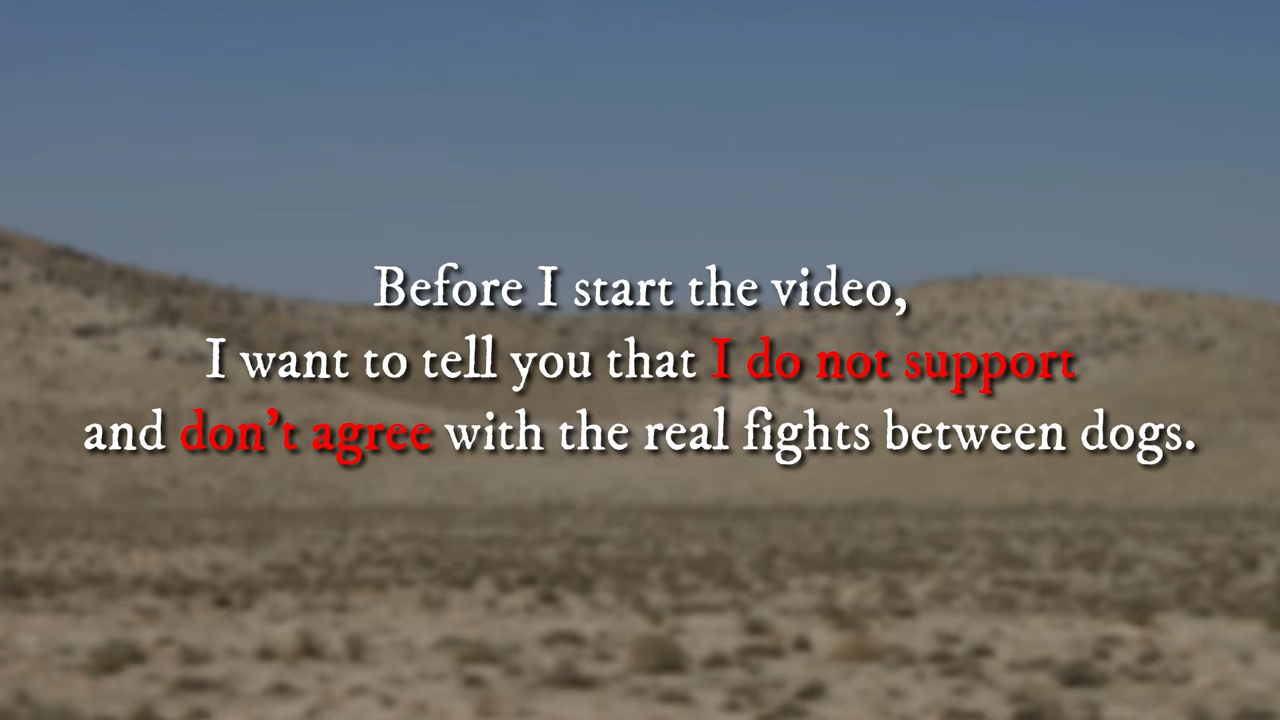 Before I start the video,
I want to tell you that I do not support
and don't agree with the real fights between dogs.